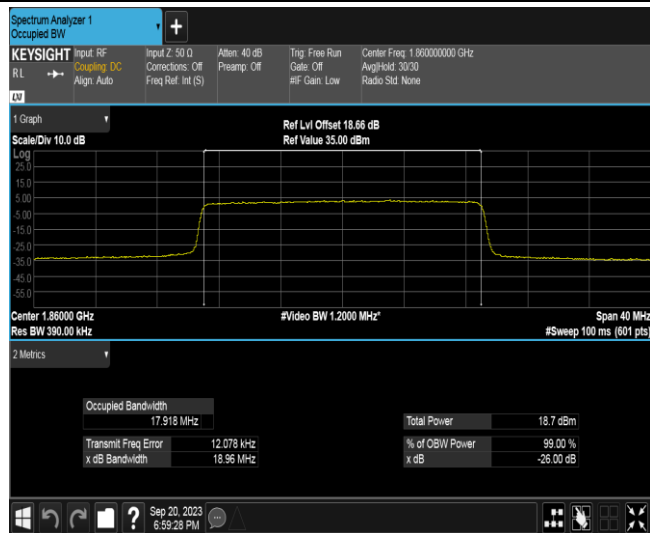 Spectrum Analyzer 1
Occupied BW
+
KEYSIGHT
RL
Input: RF
Coupling: DC
Align: Auto
Input Z: 50 Ω
Corrections: Off
Freq Ref: Int (S)
Atten: 40 dB
Preamp: Off
Trig: Free Run
Gate: Off
#IF Gain: Low
Center Freq: 1.860000000 GHz
Avg|Hold: 30/30
Radio Std: None
1 Graph
Scale/Div 10.0 dB
Ref Lvl Offset 18.66 dB
Ref Value 35.00 dBm
Log
25.0
15.0
5.00
-5.00
-15.0
-25.0
-35.0
-45.0
-55.0
Center 1.86000 GHz
#Video BW 1.2000 MHz*
Span 40 MHz
Res BW 390.00 kHz
#Sweep 100 ms (601 pts)
2 Metrics
Occupied Bandwidth
17.918 MHz
Total Power 18.7 dBm
Transmit Freq Error 12.078 kHz
% of OBW Power 99.00 %
x dB Bandwidth 18.96 MHz
x dB -26.00 dB
?
Sep 20, 2023
6:59:28 PM